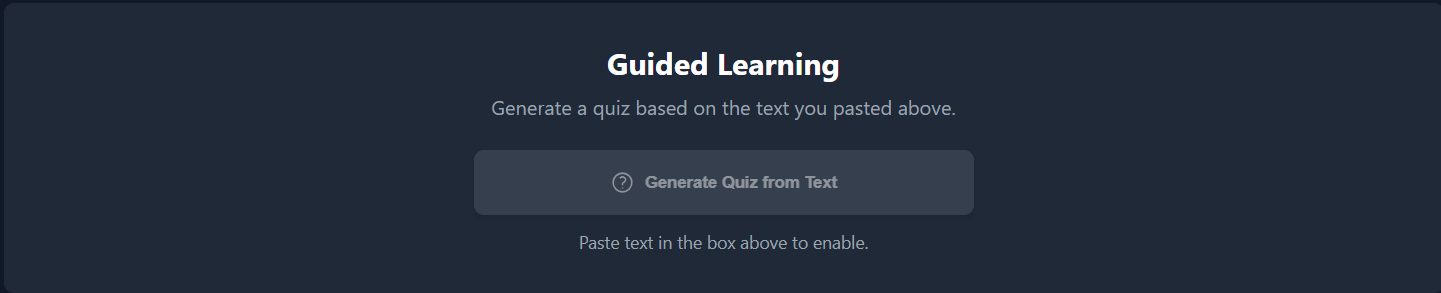 Guided Learning
Generate a quiz based on the text you pasted above.
Generate Quiz from Text
Paste text in the box above to enable.